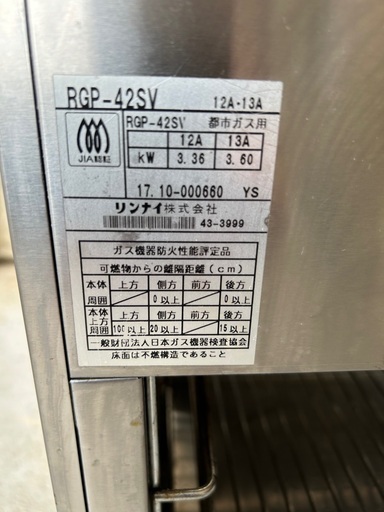 RGP-42SV 12A・13A
JIA認証
RGP-42SV 都市ガス用
12A 13A
kW 3.36 3.60
17.10-000660 YS
リンナイ株式会社
43-3999
ガス機器防火性能評定品
可燃物からの離隔距離(cm)
本体周囲 上方 側方 前方 後方
0以上 0以上
本体上方周囲 上方 側方 前方 後方
100以上 20以上 15以上
一般財団法人日本ガス機器検査協会
床面は不燃構造であること